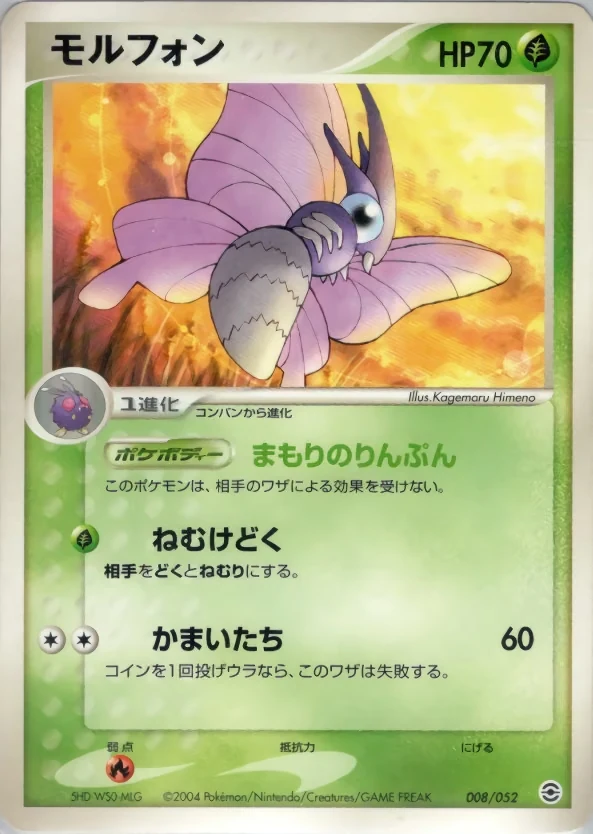 モルフォン
HP70
Illus.Kagemaru Himeno
1進化
コンパンから進化
ポケボディー まもりのりんぷん
このポケモンは、相手のワザによる効果を受けない。
ねむけどく
相手をどくとねむりにする。
かまいたち 60
コインを1回投げウラなら、このワザは失敗する。
弱点 抵抗力 にげる
5HD WS0 MLG ©2004 Pokémon/Nintendo/Creatures/GAME FREAK 008/052